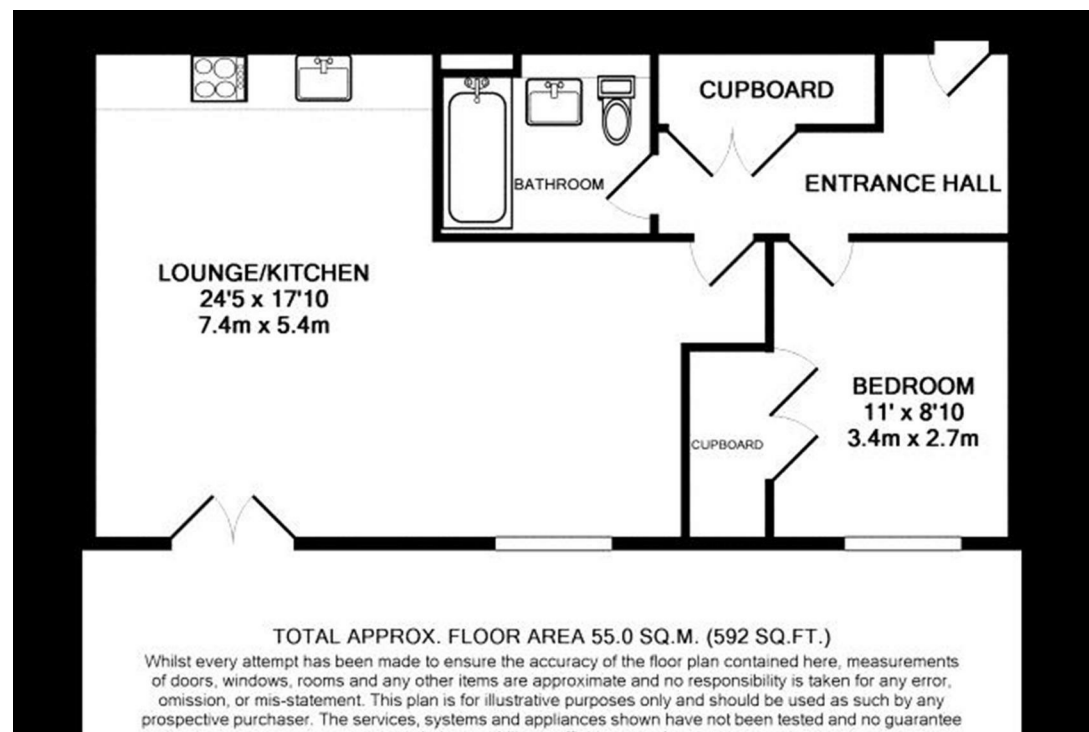 CUPBOARD
BATHROOM
ENTRANCE HALL
LOUNGE/KITCHEN
24'5 x 17'10
7.4m x 5.4m
BEDROOM
11' x 8'10
3.4m x 2.7m
CUPBOARD
TOTAL APPROX. FLOOR AREA 55.0 SQ.M. (592 SQ.FT.)
Whilst every attempt has been made to ensure the accuracy of the floor plan contained here, measurements
of doors, windows, rooms and any other items are approximate and no responsibility is taken for any error,
omission, or mis-statement. This plan is for illustrative purposes only and should be used as such by any
prospective purchaser. The services, systems and appliances shown have not been tested and no guarantee